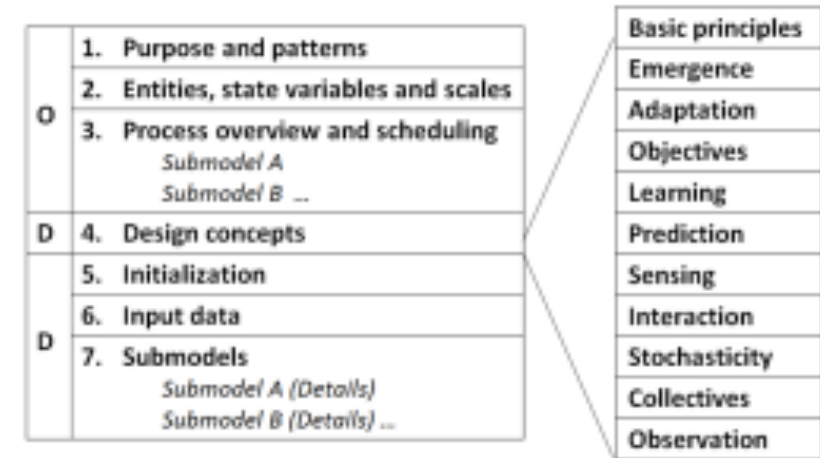 O
1. Purpose and patterns
2. Entities, state variables and scales
3. Process overview and scheduling
Submodel A
Submodel B ...
D
4. Design concepts
D
5. Initialization
6. Input data
7. Submodels
Submodel A (Details)
Submodel B (Details) ...
Basic principles
Emergence
Adaptation
Objectives
Learning
Prediction
Sensing
Interaction
Stochasticity
Collectives
Observation